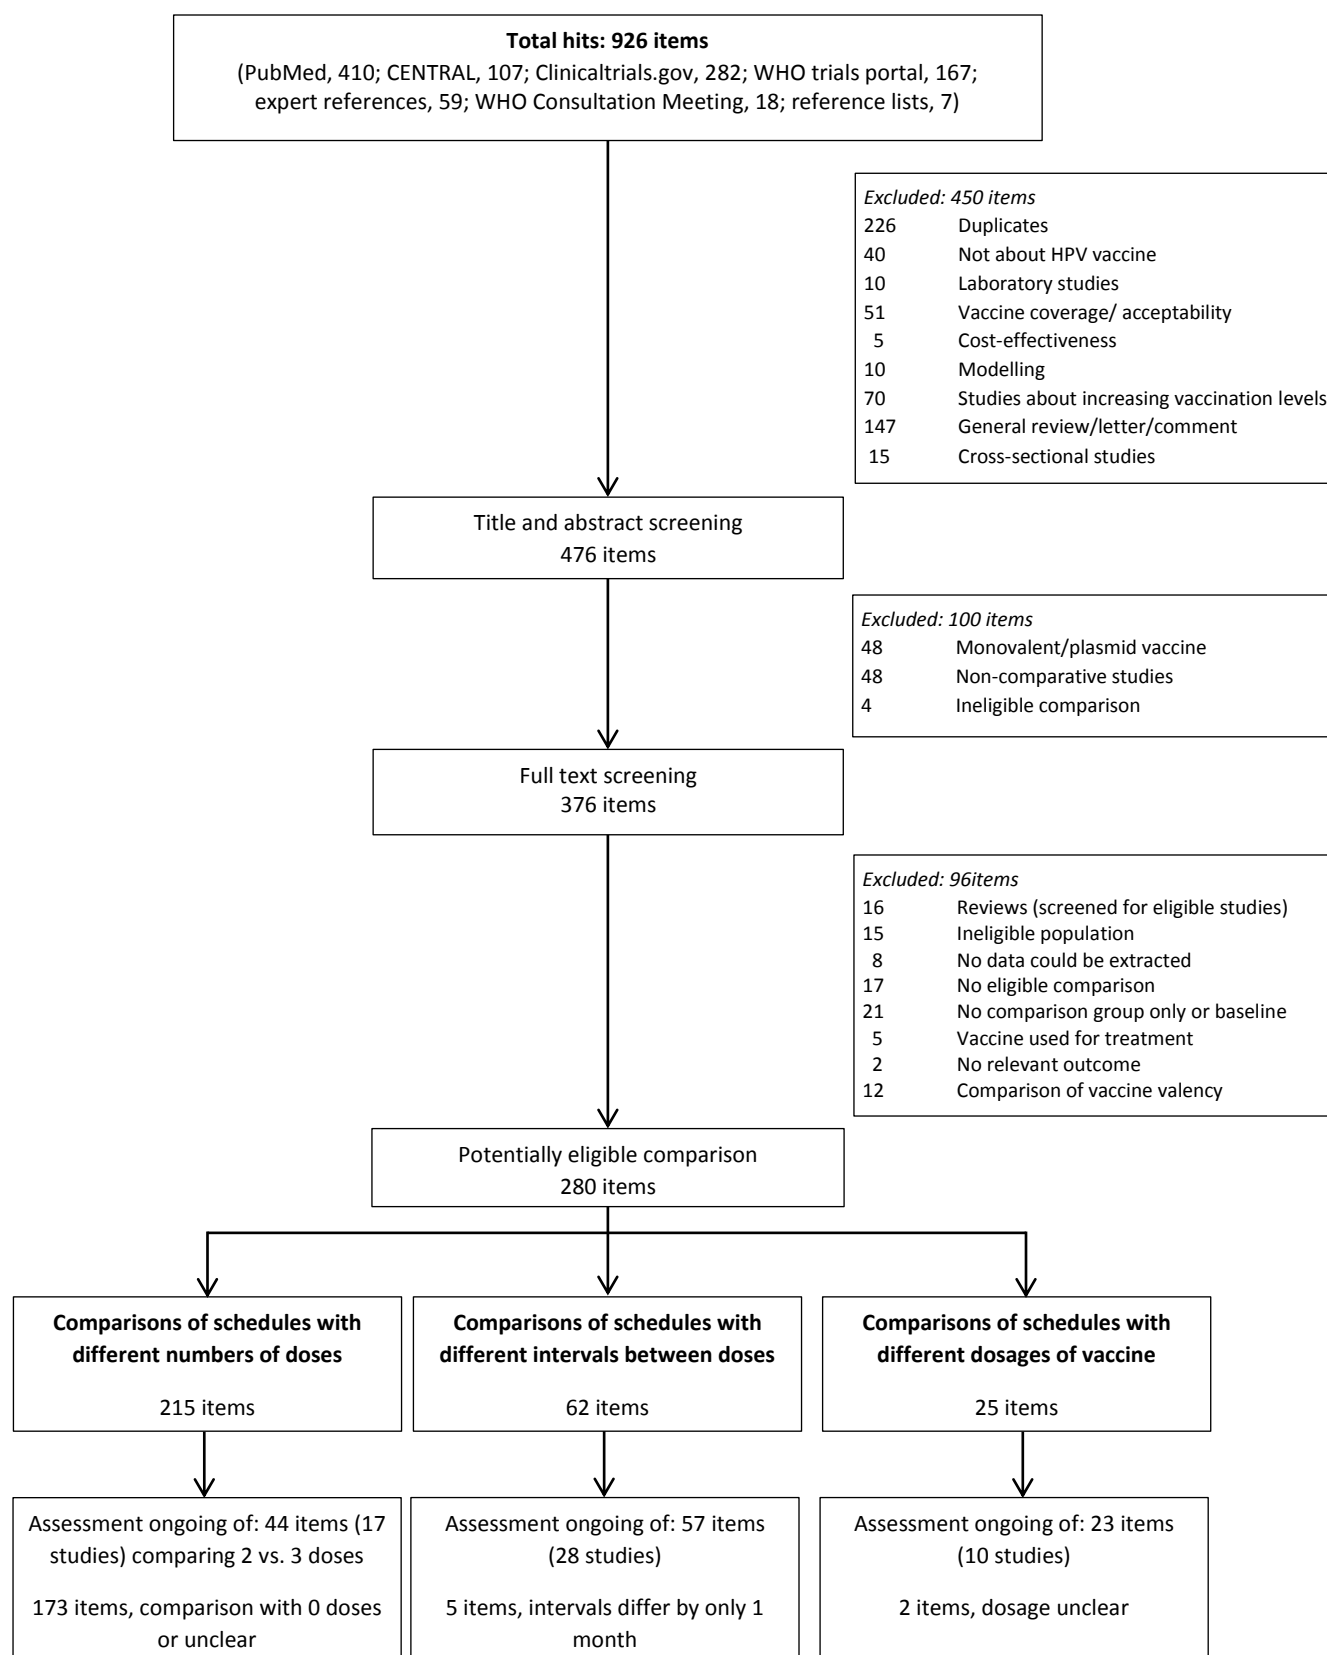 Total hits: 926 items
(PubMed, 410; CENTRAL, 107; Clinicaltrials.gov, 282; WHO trials portal, 167;
expert references, 59; WHO Consultation Meeting, 18; reference lists, 7)
Excluded: 450 items
226 Duplicates
40 Not about HPV vaccine
10 Laboratory studies
51 Vaccine coverage/ acceptability
5 Cost-effectiveness
10 Modelling
70 Studies about increasing vaccination levels
147 General review/letter/comment
15 Cross-sectional studies
Title and abstract screening
476 items
Excluded: 100 items
48 Monovalent/plasmid vaccine
48 Non-comparative studies
4 Ineligible comparison
Full text screening
376 items
Excluded: 96items
16 Reviews (screened for eligible studies)
15 Ineligible population
8 No data could be extracted
17 No eligible comparison
21 No comparison group only or baseline
5 Vaccine used for treatment
2 No relevant outcome
12 Comparison of vaccine valency
Potentially eligible comparison
280 items
Comparisons of schedules with
different numbers of doses
215 items
Comparisons of schedules with
different intervals between doses
62 items
Comparisons of schedules with
different dosages of vaccine
25 items
Assessment ongoing of: 44 items (17
studies) comparing 2 vs. 3 doses
173 items, comparison with 0 doses
or unclear
Assessment ongoing of: 57 items
(28 studies)
5 items, intervals differ by only 1
month
Assessment ongoing of: 23 items
(10 studies)
2 items, dosage unclear